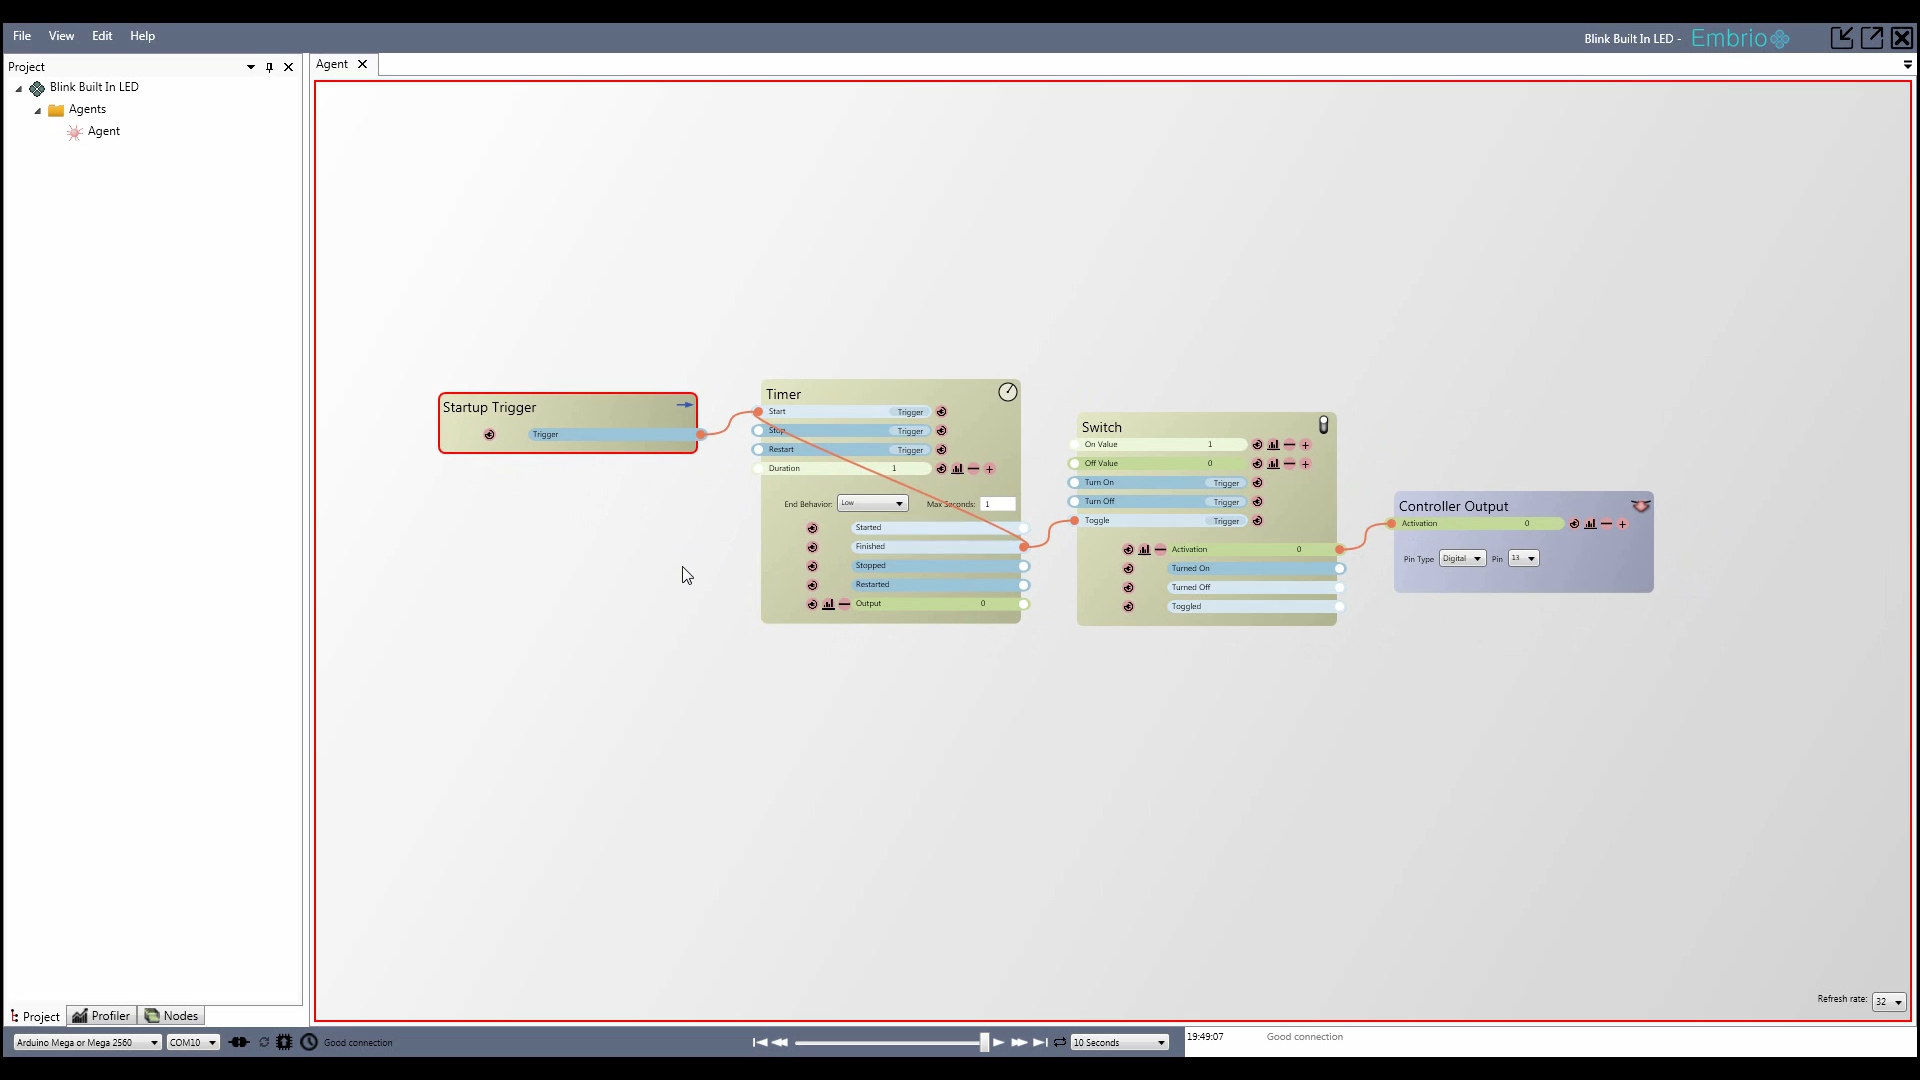 File View Edit Help
Blink Built In LED - Embrio
Project
Agent
Blink Built In LED
Agents
Agent
Startup Trigger
Trigger
Timer
Start Trigger
Stop Trigger
Restart Trigger
Duration 1
End Behavior: Low Max Seconds: 1
Started
Finished
Stopped
Restarted
Output 0
Switch
On Value 1
Off Value 0
Turn On Trigger
Turn Off Trigger
Toggle Trigger
Activation 0
Turned On
Turned Off
Toggled
Controller Output
Activation 0
Pin Type Digital Pin 13
Refresh rate: 32
Project Profiler Nodes
Arduino Mega or Mega 2560 COM10 Good connection
10 Seconds
19:49:07 Good connection